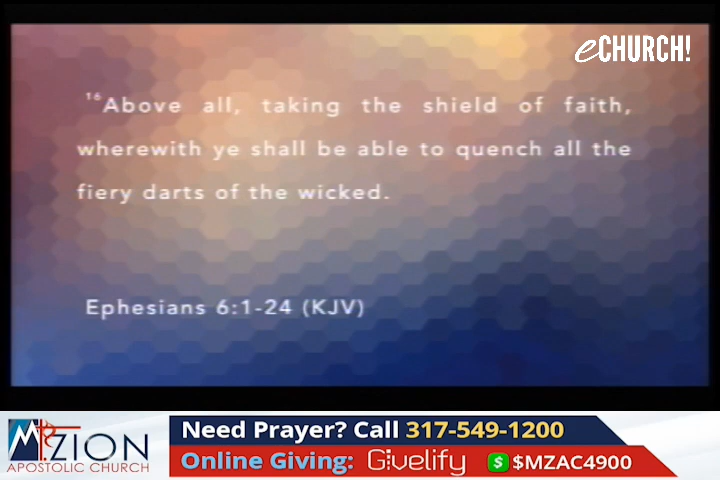 eCHURCH!
16 Above all, taking the shield of faith,
wherewith ye shall be able to quench all the
fiery darts of the wicked.
Ephesians 6:1-24 (KJV)
MT. ZION
APOSTOLIC CHURCH
Need Prayer? Call 317-549-1200
Online Giving: Givelify $ $MZAC4900